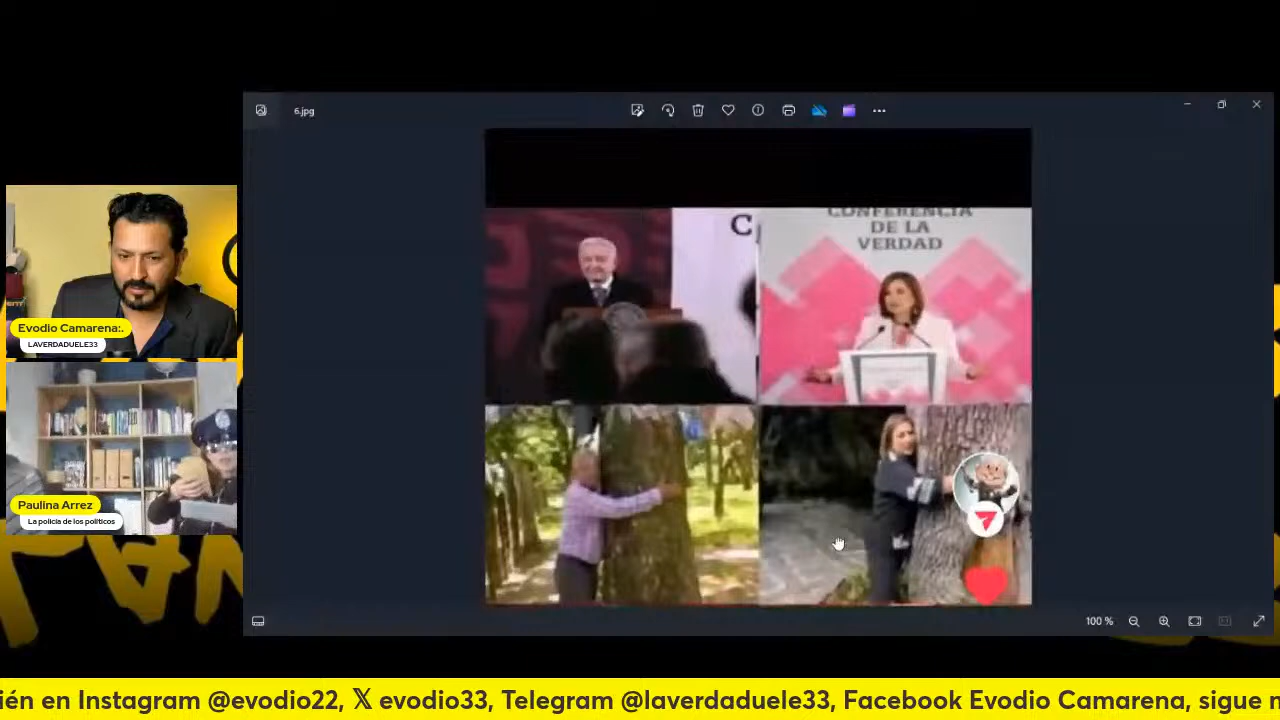 6.jpg
C
CONFERENCIA
DE LA
VERDAD
Evodio Camarena:.
LAVERDADUELE33
Paulina Arrez
La policía de los políticos
100 %
ién en Instagram @evodio22, 𝕏 evodio33, Telegram @laverdaduele33, Facebook Evodio Camarena, sigue n